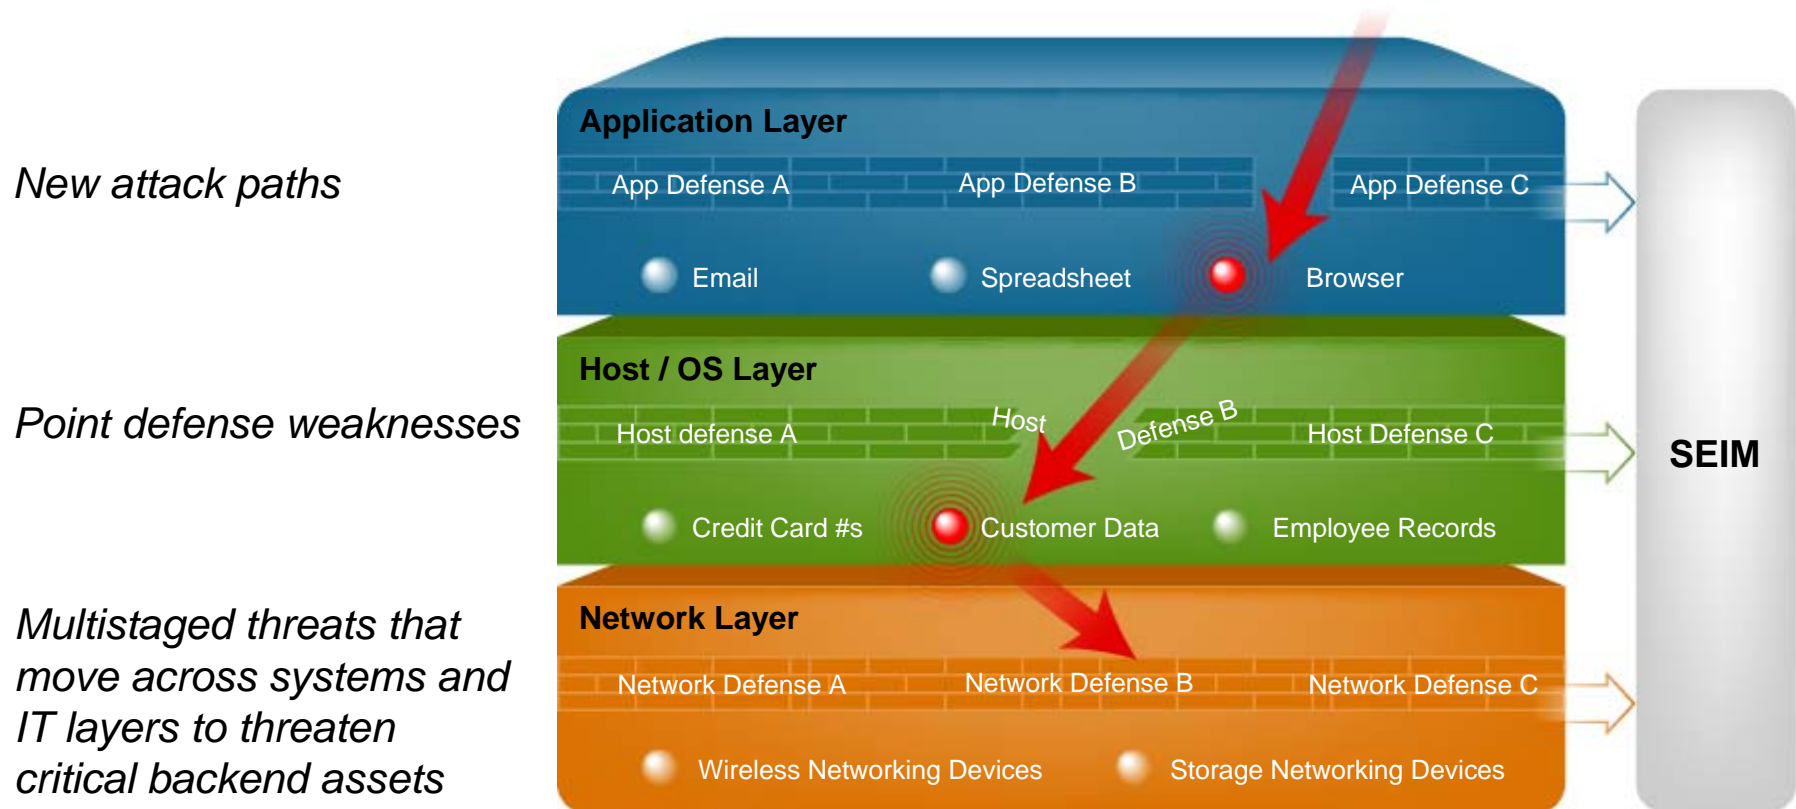 New attack paths
Point defense weaknesses
Multistaged threats that
move across systems and
IT layers to threaten
critical backend assets
Application Layer
App Defense A
App Defense B
App Defense C
Email
Spreadsheet
Browser
Host / OS Layer
Host defense A
Host
Defense B
Host Defense C
Credit Card #s
Customer Data
Employee Records
Network Layer
Network Defense A
Network Defense B
Network Defense C
Wireless Networking Devices
Storage Networking Devices
SEIM